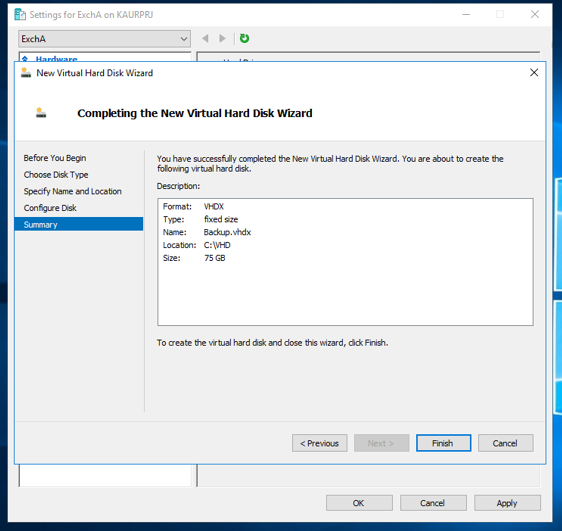 Settings for ExchA on KAURPRJ
ExchA
Hardware
New Virtual Hard Disk Wizard
Completing the New Virtual Hard Disk Wizard
Before You Begin
Choose Disk Type
Specify Name and Location
Configure Disk
Summary
You have successfully completed the New Virtual Hard Disk Wizard. You are about to create the
following virtual hard disk.
Description:
Format: VHDX
Type: fixed size
Name: Backup.vhdx
Location: C:\VHD
Size: 75 GB
To create the virtual hard disk and close this wizard, click Finish.
< Previous Next > Finish Cancel
OK Cancel Apply